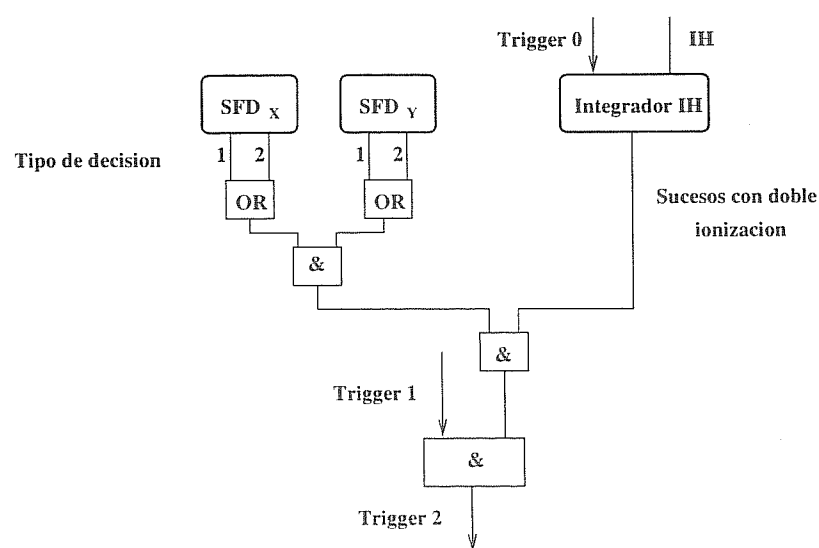 Trigger 0
IH
SFD X
SFD Y
Integrador IH
Tipo de decision
1 2
1 2
OR
OR
Sucesos con doble
ionizacion
&
&
Trigger 1
&
Trigger 2